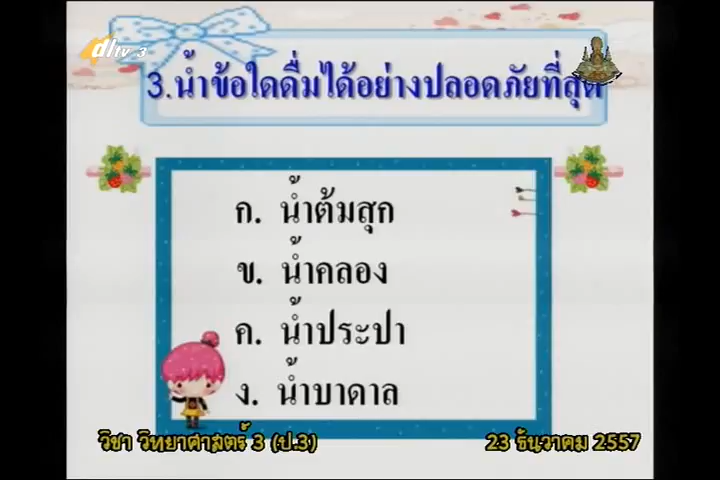 dltv 3
3.น้ำข้อใดดื่มได้อย่างปลอดภัยที่สุด
ก. น้ำต้มสุก
ข. น้ำคลอง
ค. น้ำประปา
ง. น้ำบาดาล
วิชา วิทยาศาสตร์ 3 (ป.3)
23 ธันวาคม 2557